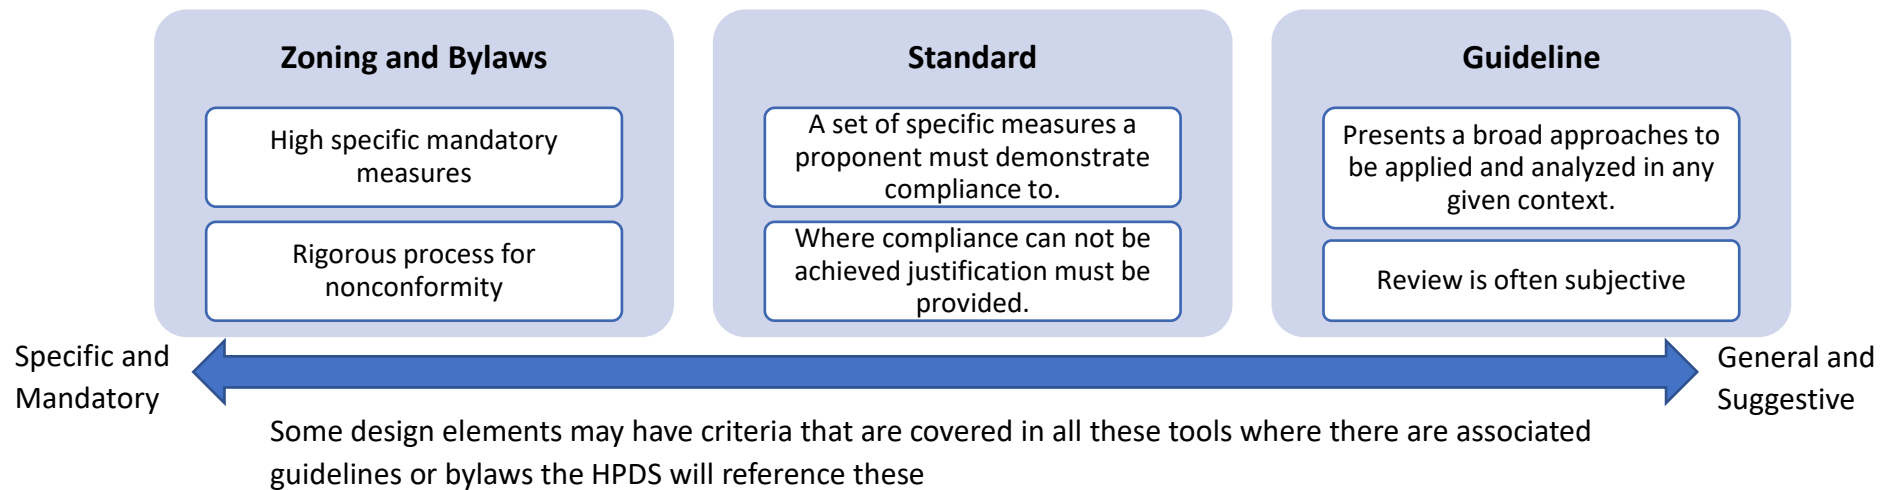 Zoning and Bylaws
High specific mandatory
measures
Rigorous process for
nonconformity
Standard
A set of specific measures a
proponent must demonstrate
compliance to.
Where compliance can not be
achieved justification must be
provided.
Guideline
Presents a broad approaches to
be applied and analyzed in any
given context.
Review is often subjective
Specific and
Mandatory
General and
Suggestive
Some design elements may have criteria that are covered in all these tools where there are associated
guidelines or bylaws the HPDS will reference these